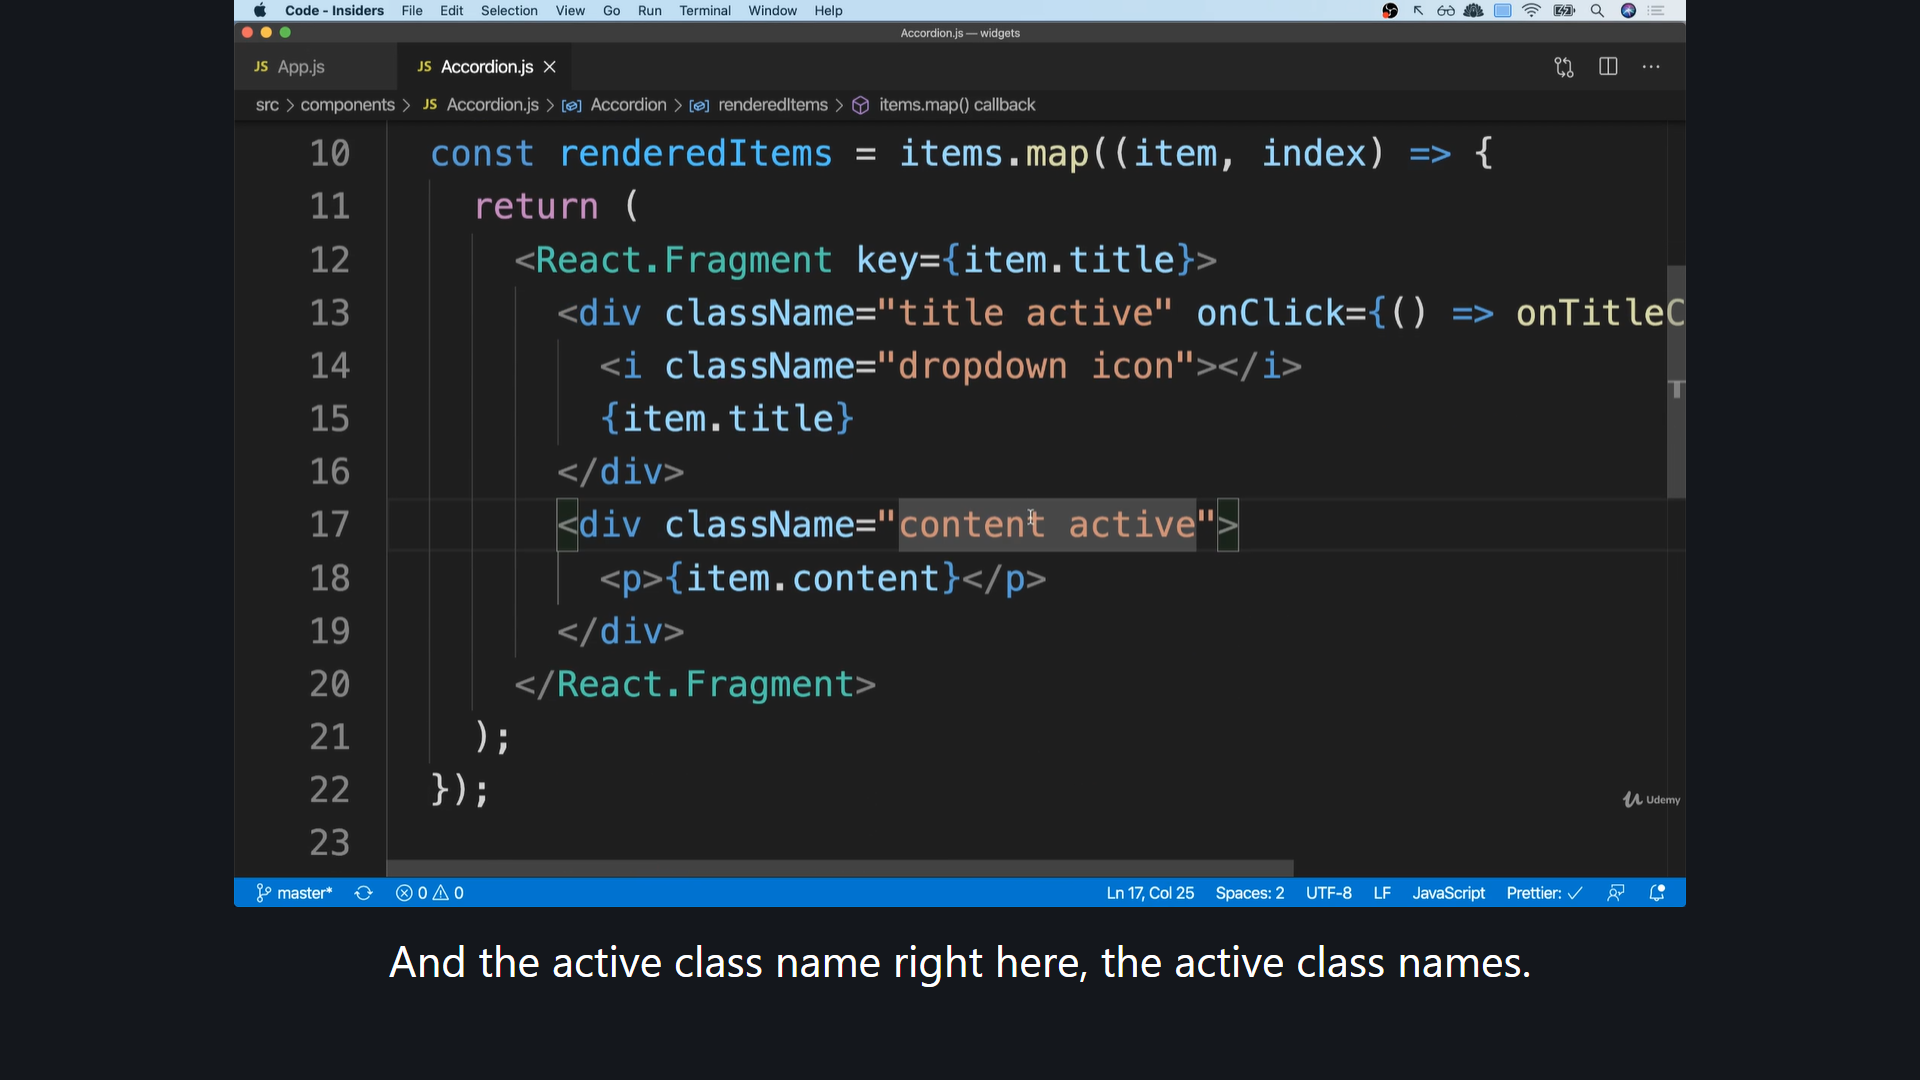 Code - Insiders File Edit Selection View Go Run Terminal Window Help
Accordion.js — widgets
JS App.js JS Accordion.js
src > components > JS Accordion.js > Accordion > renderedItems > items.map() callback
10 const renderedItems = items.map((item, index) => {
11 return (
12 <React.Fragment key={item.title}>
13 <div className="title active" onClick={() => onTitleC
14 <i className="dropdown icon"></i>
15 {item.title}
16 </div>
17 <div className="content active">
18 <p>{item.content}</p>
19 </div>
20 </React.Fragment>
21 );
22 });
23
Udemy
master* 0 0 Ln 17, Col 25 Spaces: 2 UTF-8 LF JavaScript Prettier: ✓
And the active class name right here, the active class names.